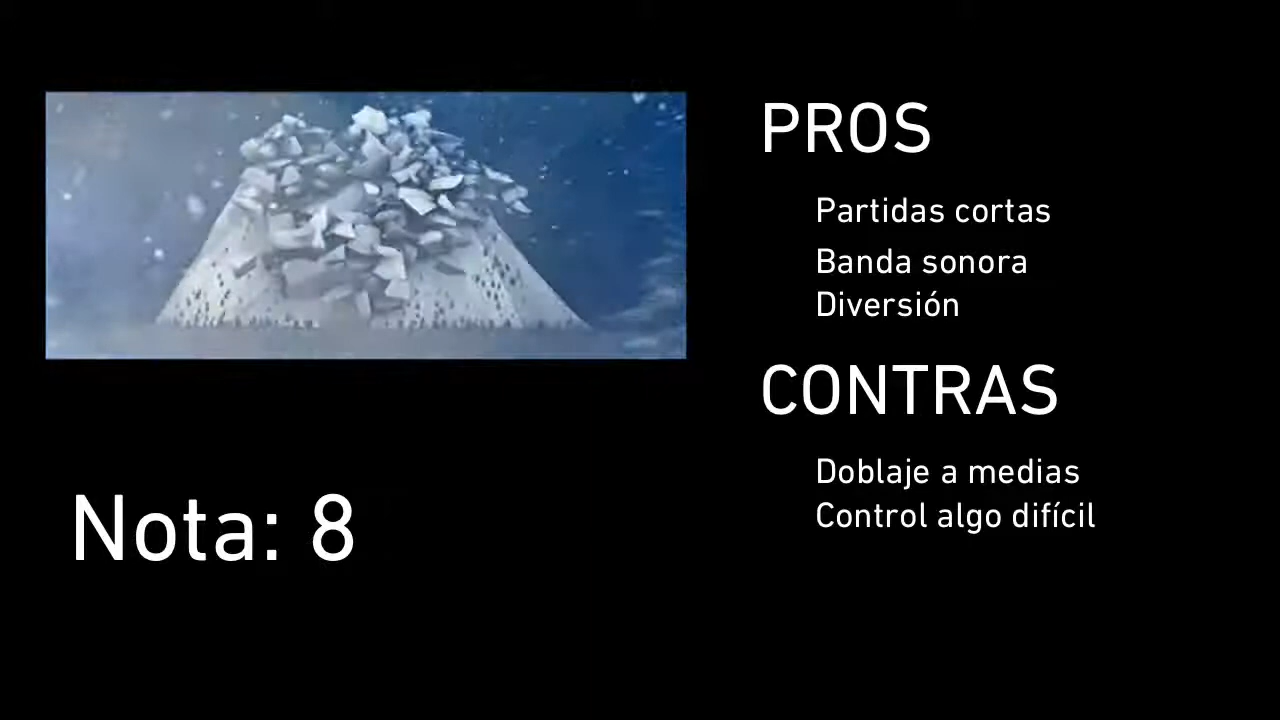 PROS
Partidas cortas
Banda sonora
Diversión
CONTRAS
Doblaje a medias
Control algo difícil
Nota: 8